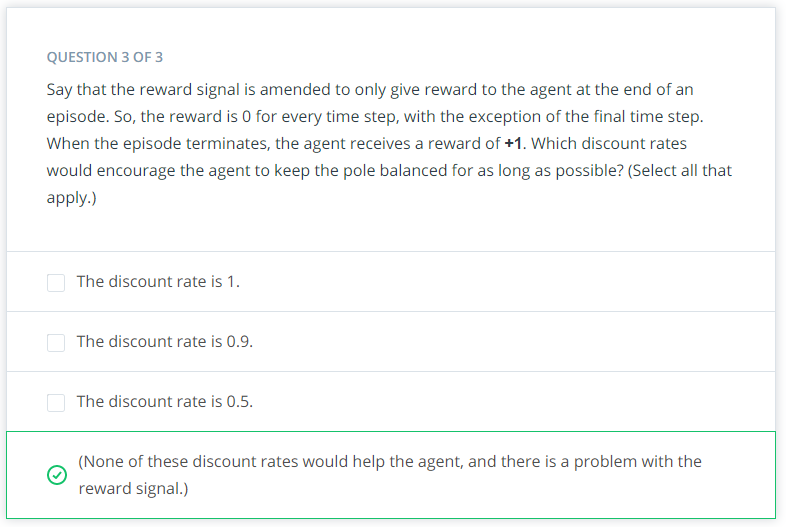 QUESTION 3 OF 3
Say that the reward signal is amended to only give reward to the agent at the end of an
episode. So, the reward is 0 for every time step, with the exception of the final time step.
When the episode terminates, the agent receives a reward of +1. Which discount rates
would encourage the agent to keep the pole balanced for as long as possible? (Select all that
apply.)
The discount rate is 1.
The discount rate is 0.9.
The discount rate is 0.5.
(None of these discount rates would help the agent, and there is a problem with the
reward signal.)